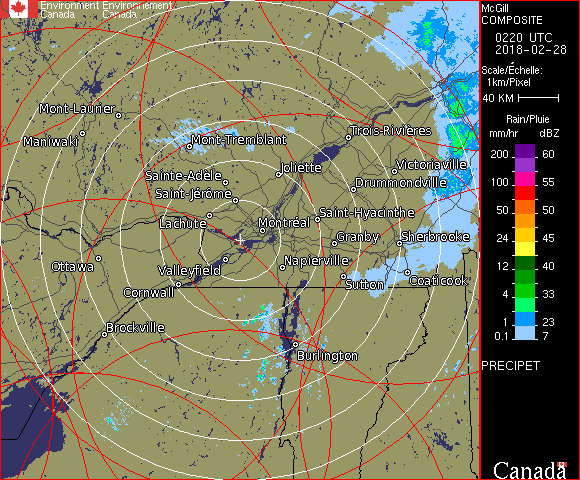 Environment Environnement
Canada Canada
McGill
COMPOSITE
0220 UTC
2018-02-28
Scale/Échelle:
1km/Pixel
40 KM
Rain/Pluie
mm/hr dBZ
200 60
100 55
50 50
24 45
12 40
4 33
1 23
0.1 7
PRECIPET
Canada
Mont-Laurier
Maniwaki
Mont-Tremblant
Trois-Rivières
Victoriaville
Joliette
Sainte-Adèle
Drummondville
Saint-Jérôme
Lachute
Saint-Hyacinthe
Montréal
Granby
Sherbrooke
Ottawa
Valleyfield
Napierville
Sutton
Coaticook
Cornwall
Brockville
Burlington